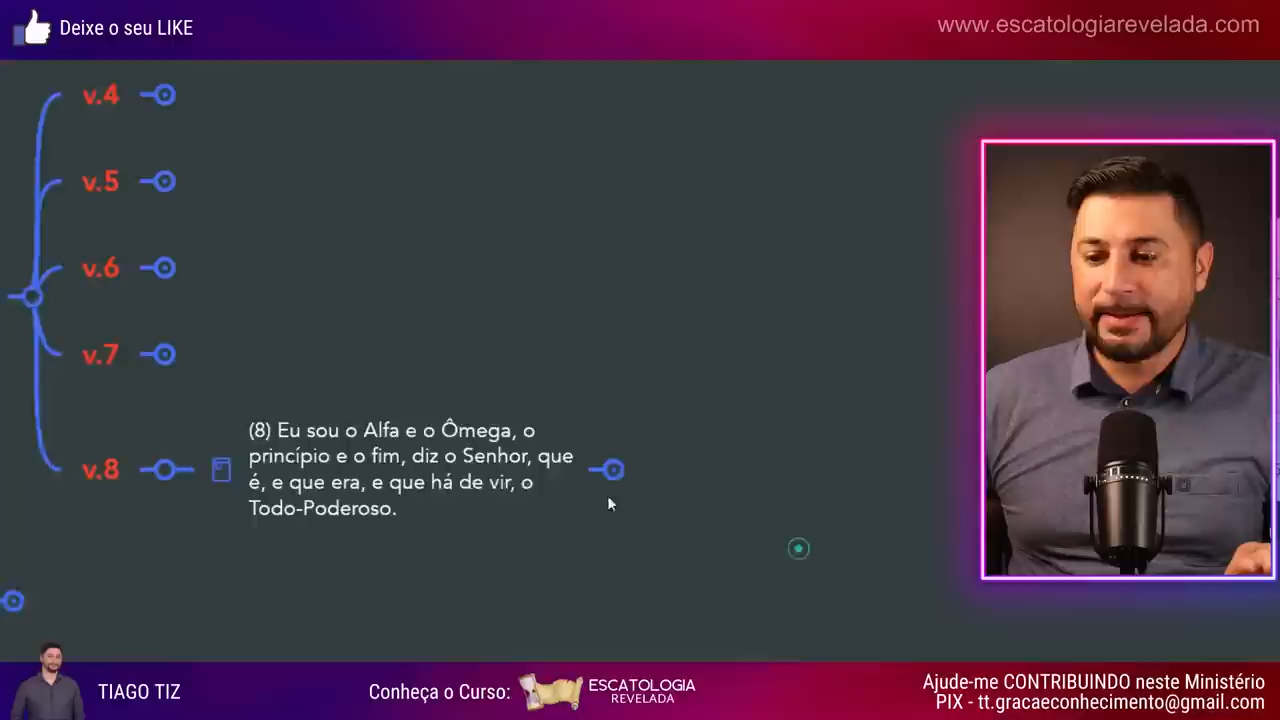 Deixe o seu LIKE
www.escatologiarevelada.com
v.4
v.5
v.6
v.7
v.8
(8) Eu sou o Alfa e o Ômega, o
princípio e o fim, diz o Senhor, que
é, e que era, e que há de vir, o
Todo-Poderoso.
TIAGO TIZ
Conheça o Curso:
ESCATOLOGIA
REVELADA
Ajude-me CONTRIBUINDO neste Ministério
PIX - tt.gracaeconhecimento@gmail.com